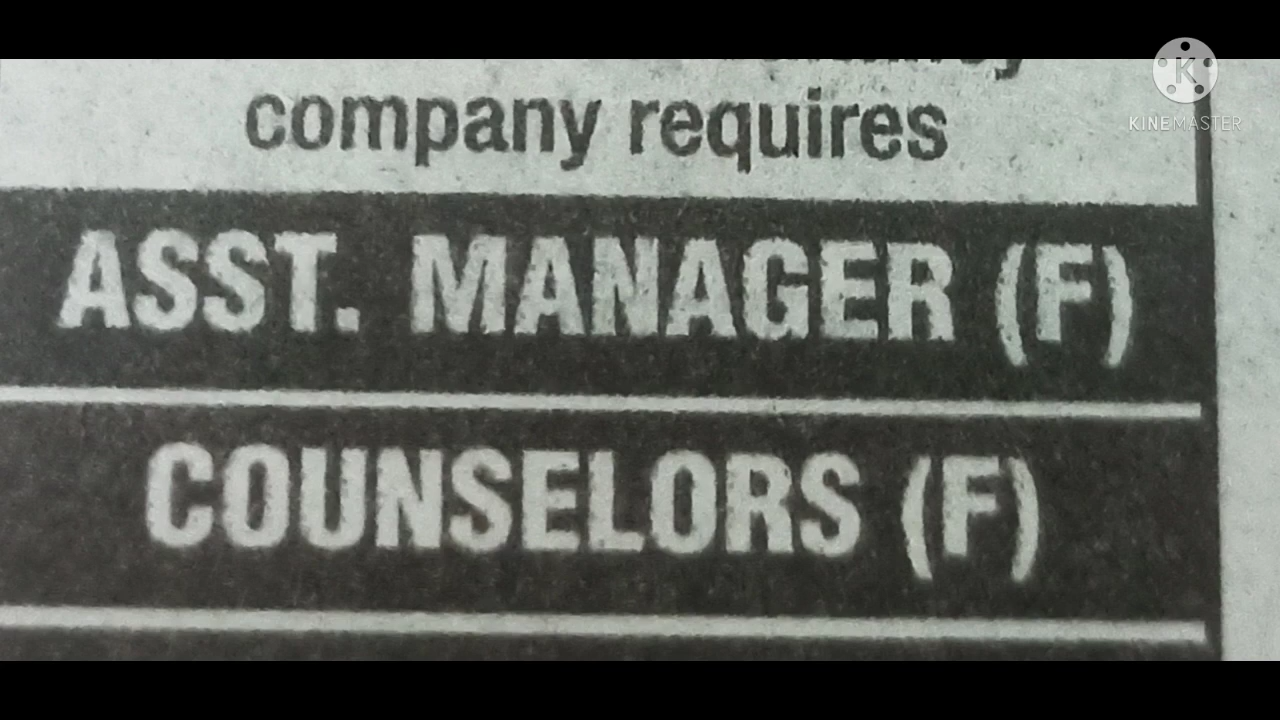 company requires
ASST. MANAGER (F)
COUNSELORS (F)
KINEMASTER